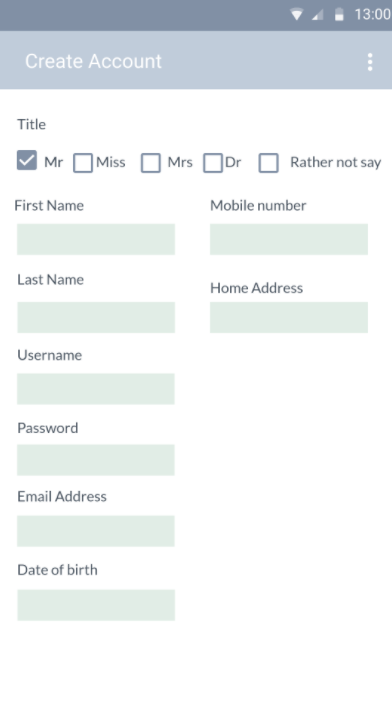 13:00
Create Account
Title
Mr Miss Mrs Dr Rather not say
First Name
Mobile number
Last Name
Home Address
Username
Password
Email Address
Date of birth